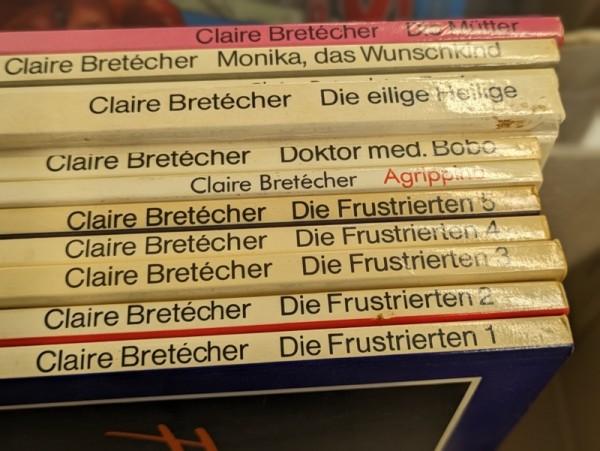 Claire Bretécher Die Mütter
Claire Bretécher Monika, das Wunschkind
Claire Bretécher Die eilige Heilige
Claire Bretécher Doktor med. Bobo
Claire Bretécher Agrippina
Claire Bretécher Die Frustrierten 5
Claire Bretécher Die Frustrierten 4
Claire Bretécher Die Frustrierten 3
Claire Bretécher Die Frustrierten 2
Claire Bretécher Die Frustrierten 1